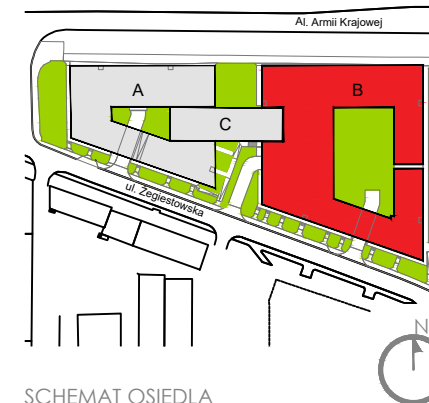 Al. Armii Krajowej
A
B
C
ul. Żegiestowska
N
SCHEMAT OSIEDLA